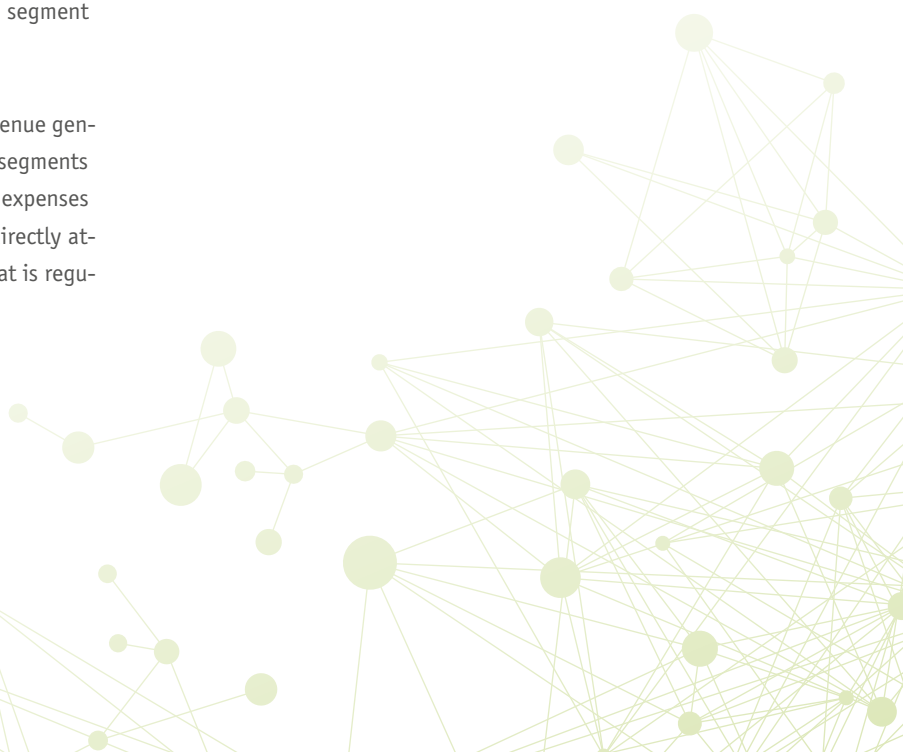 segment
enue gen-
segments
expenses
irectly at-
at is regu-